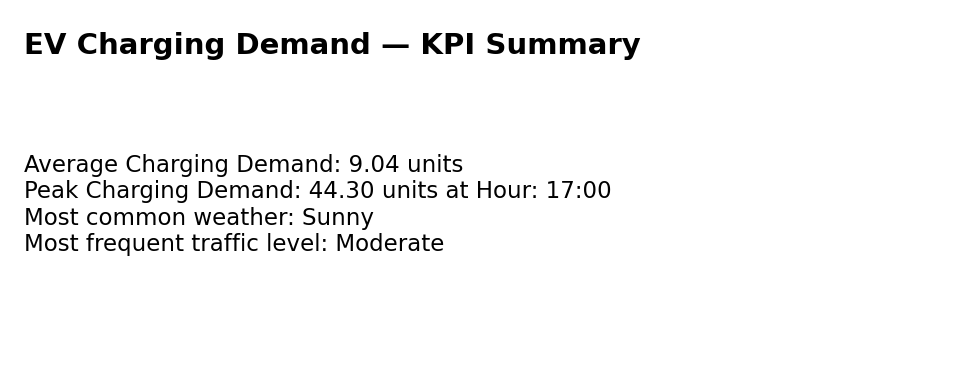 EV Charging Demand — KPI Summary
Average Charging Demand: 9.04 units
Peak Charging Demand: 44.30 units at Hour: 17:00
Most common weather: Sunny
Most frequent traffic level: Moderate